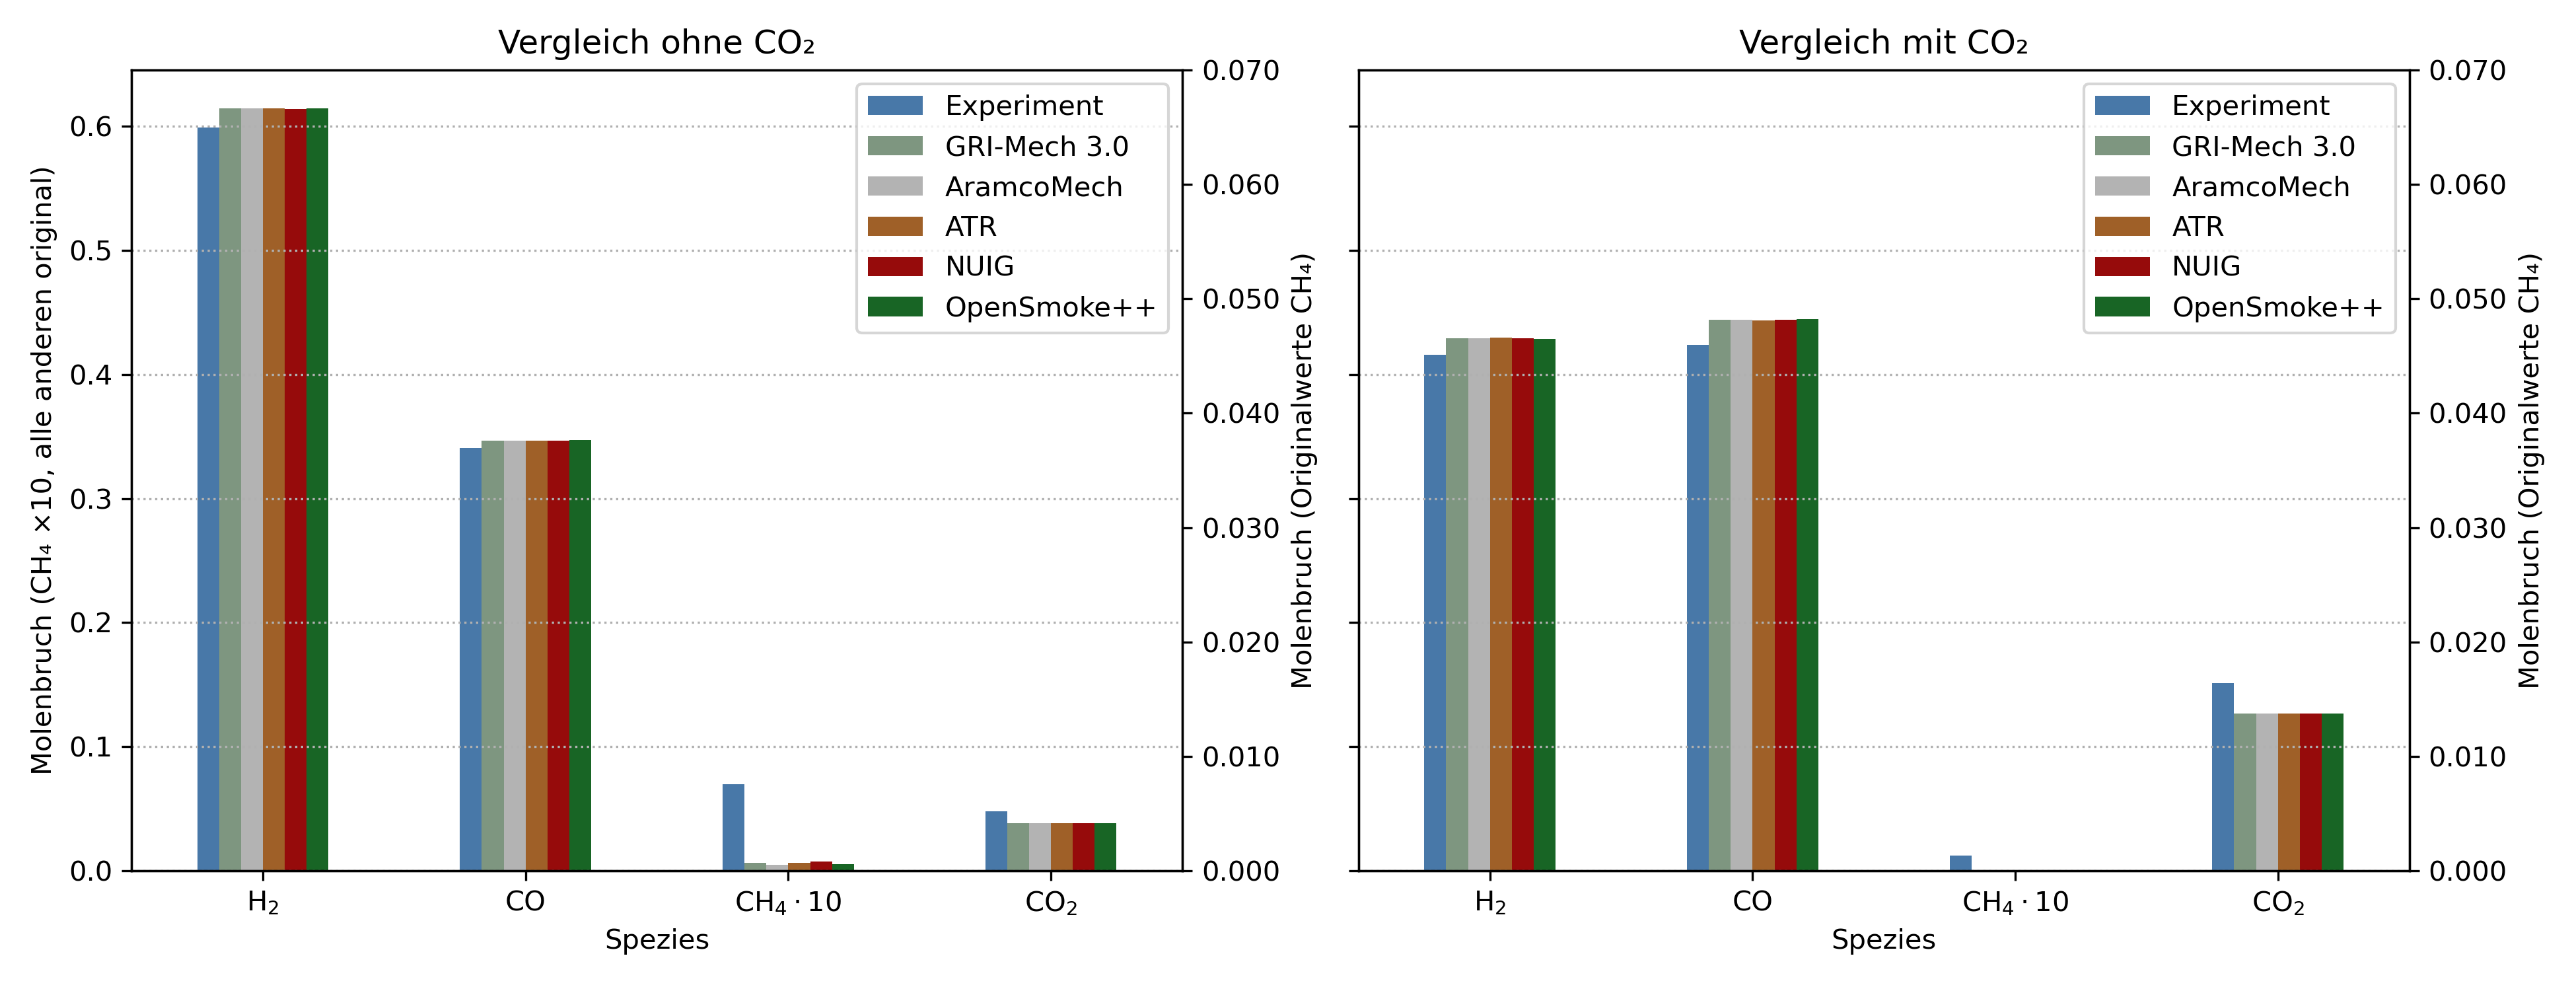 Vergleich ohne CO₂
Molenbruch (CH₄ ×10, alle anderen original)
0.6
0.5
0.4
0.3
0.2
0.1
0.0
Experiment
GRI-Mech 3.0
AramcoMech
ATR
NUIG
OpenSmoke++
0.070
0.060
0.050
0.040
0.030
0.020
0.010
0.000
Molenbruch (Originalwerte CH₄)
H₂
CO
CH₄ · 10
CO₂
Spezies
Vergleich mit CO₂
Experiment
GRI-Mech 3.0
AramcoMech
ATR
NUIG
OpenSmoke++
0.070
0.060
0.050
0.040
0.030
0.020
0.010
0.000
Molenbruch (Originalwerte CH₄)
H₂
CO
CH₄ · 10
CO₂
Spezies